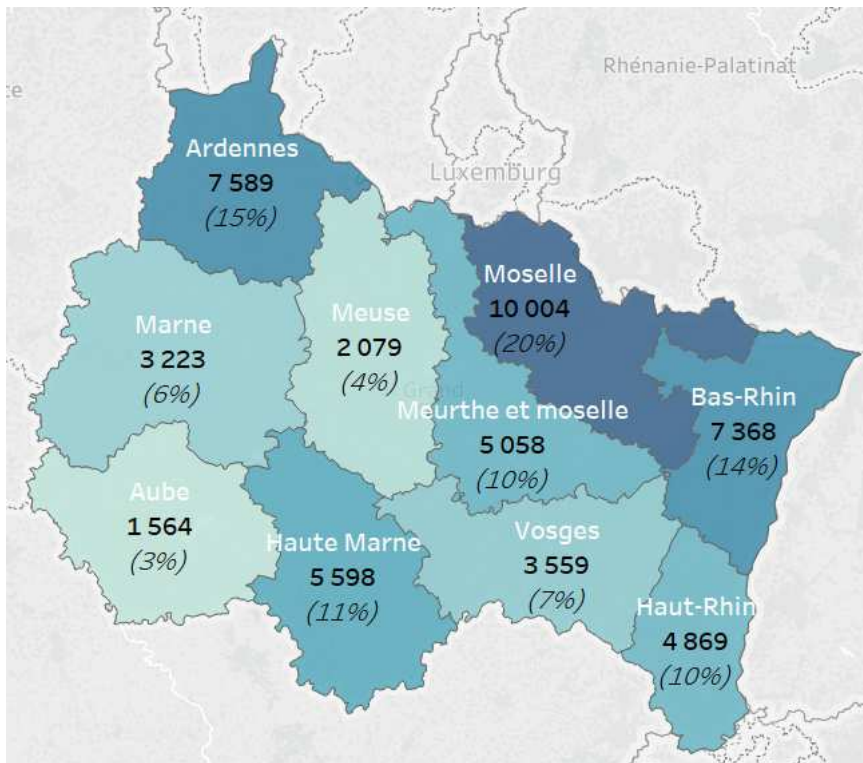 Rhénanie-Palatinat
te
Ardennes
7 589
(15%)
Luxemburg
Moselle
10 004
(20%)
Marne
3 223
(6%)
Meuse
2 079
(4%)
Grand
Meurthe et moselle
5 058
(10%)
Bas-Rhin
7 368
(14%)
Aube
1 564
(3%)
Haute Marne
5 598
(11%)
Vosges
3 559
(7%)
Haut-Rhin
4 869
(10%)